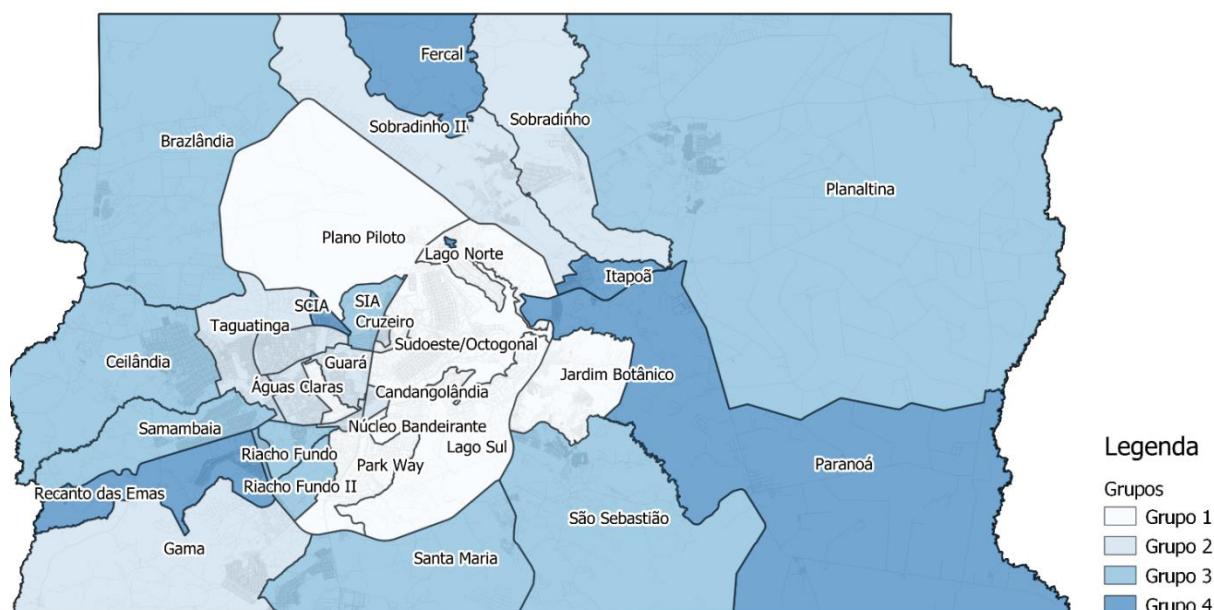 Fercal
Sobradinho II
Sobradinho
Brazlândia
Planaltina
Plano Piloto
Lago Norte
Itapoã
SCIA
SIA
Taguatinga
Cruzeiro
Sudoeste/Octogonal
Ceilândia
Guará
Jardim Botânico
Águas Claras
Candangolândia
Samambaia
Núcleo Bandeirante
Lago Sul
Riacho Fundo
Park Way
Paranoá
Recanto das Emas
Riacho Fundo II
São Sebastião
Gama
Santa Maria
Legenda
Grupos
Grupo 1
Grupo 2
Grupo 3
Grupo 4